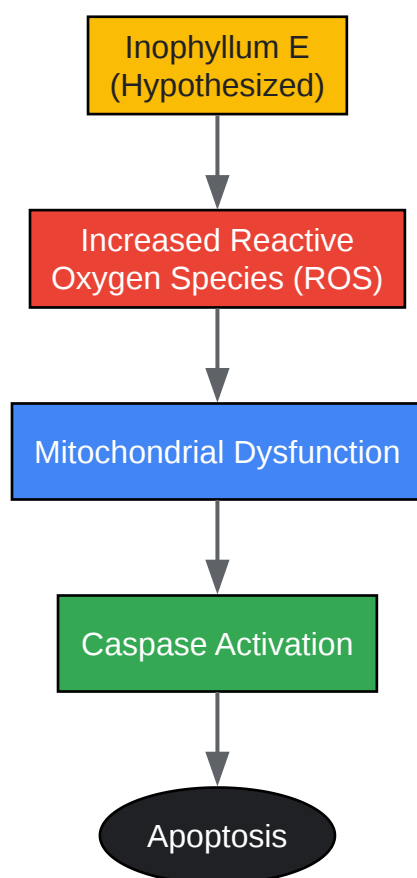 Inophyllum E
(Hypothesized)
Increased Reactive
Oxygen Species (ROS)
Mitochondrial Dysfunction
Caspase Activation
Apoptosis